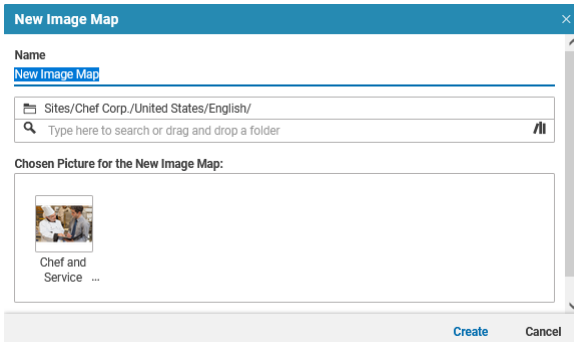 New Image Map
Name
New Image Map
Sites/Chef Corp./United States/English/
Type here to search or drag and drop a folder
Chosen Picture for the New Image Map:
Chef and
Service ...
Create Cancel